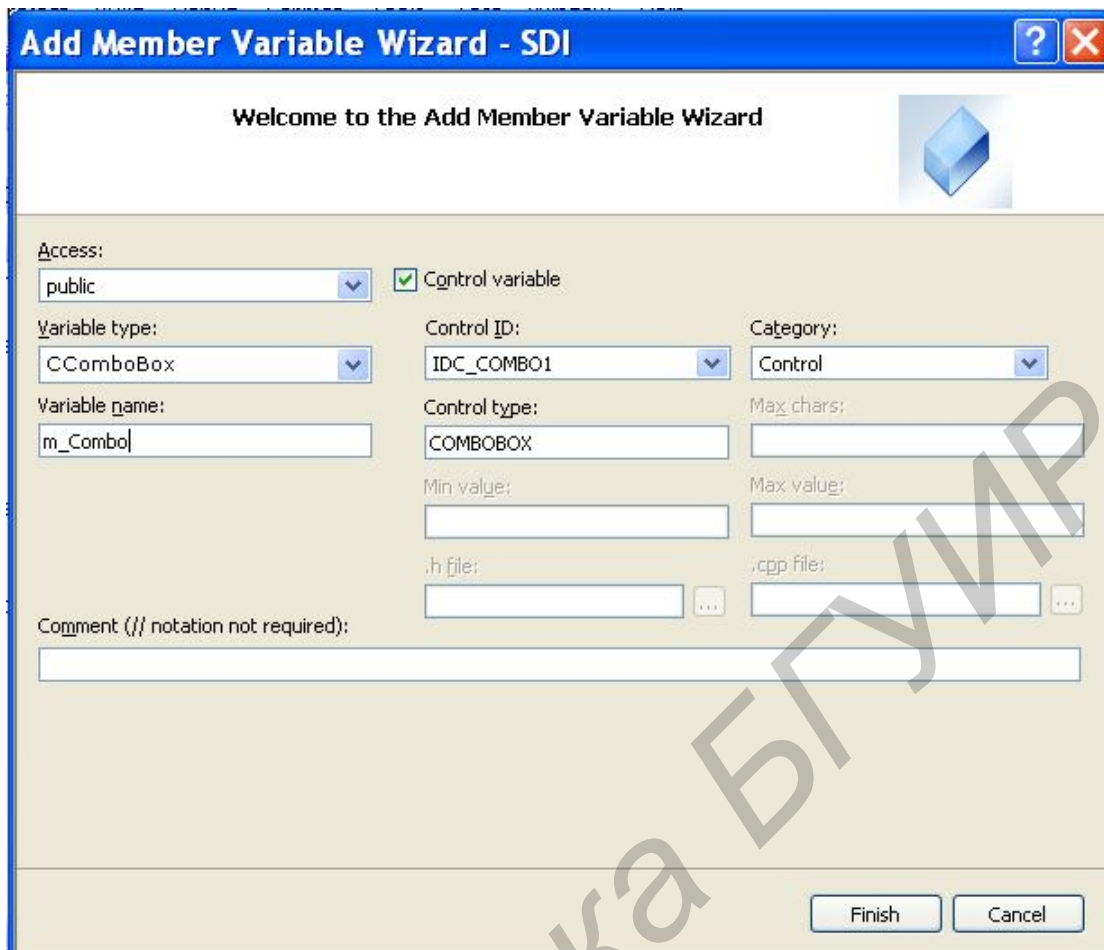 Add Member Variable Wizard - SDI
Welcome to the Add Member Variable Wizard
Access:
public
Control variable
Variable type:
Control ID:
Category:
CComboBox
IDC_COMBO1
Control
Variable name:
Control type:
Max chars:
m_Combo
COMBOBOX
Min value:
Max value:
.h file:
.cpp file:
...
...
Comment (// notation not required):
Finish
Cancel
ка БГУИР